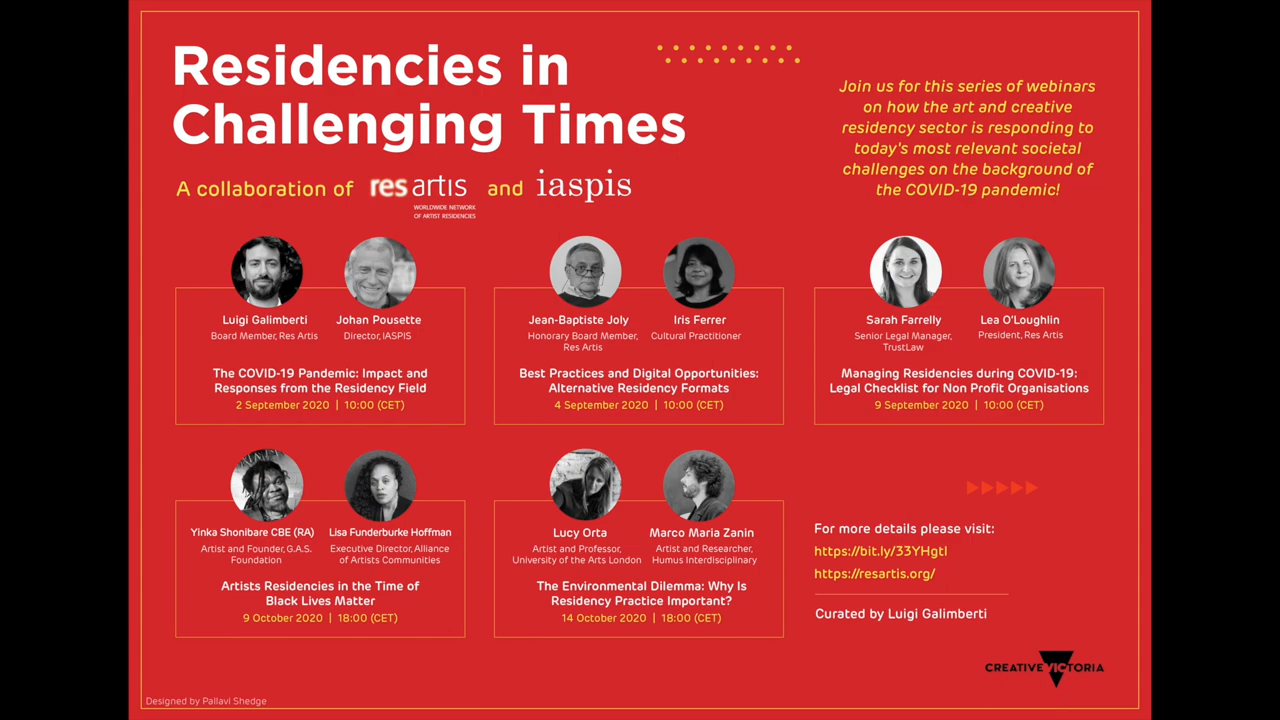 Residencies in
Challenging Times
A collaboration of res artis and iaspis
WORLDWIDE NETWORK
OF ARTIST RESIDENCIES
Join us for this series of webinars
on how the art and creative
residency sector is responding to
today's most relevant societal
challenges on the background of
the COVID-19 pandemic!
Luigi Galimberti
Board Member, Res Artis
Johan Pousette
Director, IASPIS
The COVID-19 Pandemic: Impact and
Responses from the Residency Field
2 September 2020 | 10:00 (CET)
Jean-Baptiste Joly
Honorary Board Member,
Res Artis
Iris Ferrer
Cultural Practitioner
Best Practices and Digital Opportunities:
Alternative Residency Formats
4 September 2020 | 10:00 (CET)
Sarah Farrelly
Senior Legal Manager,
TrustLaw
Lea O'Loughlin
President, Res Artis
Managing Residencies during COVID-19:
Legal Checklist for Non Profit Organisations
9 September 2020 | 10:00 (CET)
Yinka Shonibare CBE (RA)
Artist and Founder, G.A.S.
Foundation
Lisa Funderburke Hoffman
Executive Director, Alliance
of Artists Communities
Artists Residencies in the Time of
Black Lives Matter
9 October 2020 | 18:00 (CET)
Lucy Orta
Artist and Professor,
University of the Arts London
Marco Maria Zanin
Artist and Researcher,
Humus Interdisciplinary
The Environmental Dilemma: Why Is
Residency Practice Important?
14 October 2020 | 18:00 (CET)
For more details please visit:
https://bit.ly/33YHgtI
https://resartis.org/
Curated by Luigi Galimberti
CREATIVE VICTORIA
Designed by Pallavi Shedge